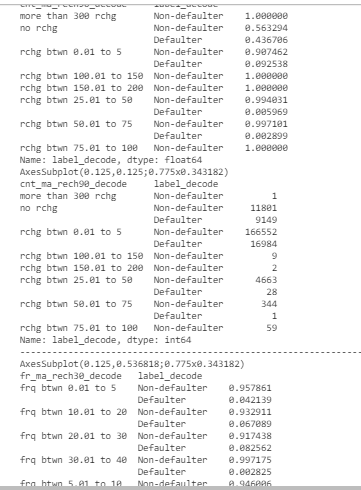 cnt_ma_rech30_decode label_decode
more than 300 rchg Non-defaulter 1.000000
no rchg Non-defaulter 0.563294
Defaulter 0.436706
rchg btwn 0.01 to 5 Non-defaulter 0.907462
Defaulter 0.092538
rchg btwn 100.01 to 150 Non-defaulter 1.000000
rchg btwn 150.01 to 200 Non-defaulter 1.000000
rchg btwn 25.01 to 50 Non-defaulter 0.994031
Defaulter 0.005969
rchg btwn 50.01 to 75 Non-defaulter 0.997101
Defaulter 0.002899
rchg btwn 75.01 to 100 Non-defaulter 1.000000
Name: label_decode, dtype: float64
AxesSubplot(0.125,0.125;0.775x0.343182)
cnt_ma_rech90_decode label_decode
more than 300 rchg Non-defaulter 1
no rchg Non-defaulter 11801
Defaulter 9149
rchg btwn 0.01 to 5 Non-defaulter 166552
Defaulter 16984
rchg btwn 100.01 to 150 Non-defaulter 9
rchg btwn 150.01 to 200 Non-defaulter 2
rchg btwn 25.01 to 50 Non-defaulter 4663
Defaulter 28
rchg btwn 50.01 to 75 Non-defaulter 344
Defaulter 1
rchg btwn 75.01 to 100 Non-defaulter 59
Name: label_decode, dtype: int64
------------------------------------------------------------
AxesSubplot(0.125,0.536818;0.775x0.343182)
fr_ma_rech30_decode label_decode
frq btwn 0.01 to 5 Non-defaulter 0.957861
Defaulter 0.042139
frq btwn 10.01 to 20 Non-defaulter 0.932911
Defaulter 0.067089
frq btwn 20.01 to 30 Non-defaulter 0.917438
Defaulter 0.082562
frq btwn 30.01 to 40 Non-defaulter 0.997175
Defaulter 0.002825
frq btwn 5.01 to 10 Non-defaulter 0.946006